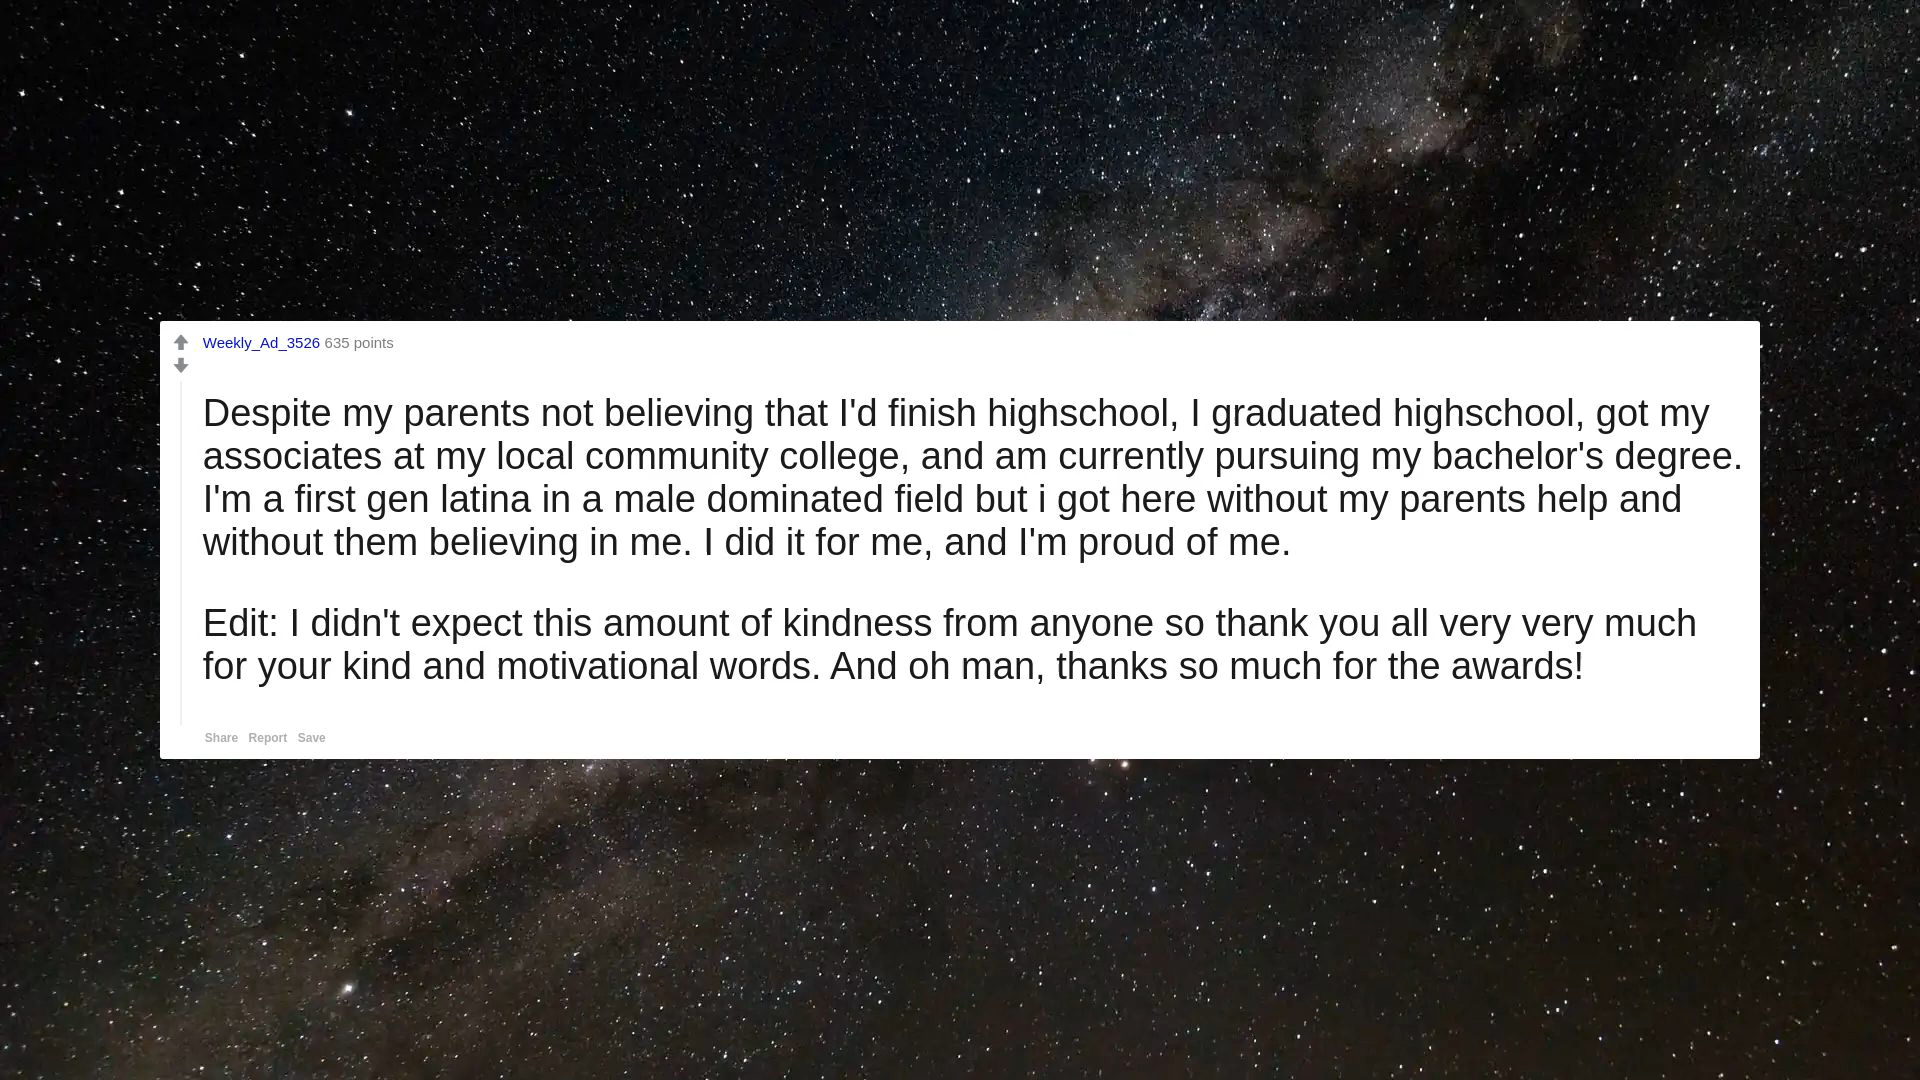 Weekly_Ad_3526 635 points
Despite my parents not believing that I'd finish highschool, I graduated highschool, got my
associates at my local community college, and am currently pursuing my bachelor's degree.
I'm a first gen latina in a male dominated field but i got here without my parents help and
without them believing in me. I did it for me, and I'm proud of me.
Edit: I didn't expect this amount of kindness from anyone so thank you all very very much
for your kind and motivational words. And oh man, thanks so much for the awards!
Share Report Save